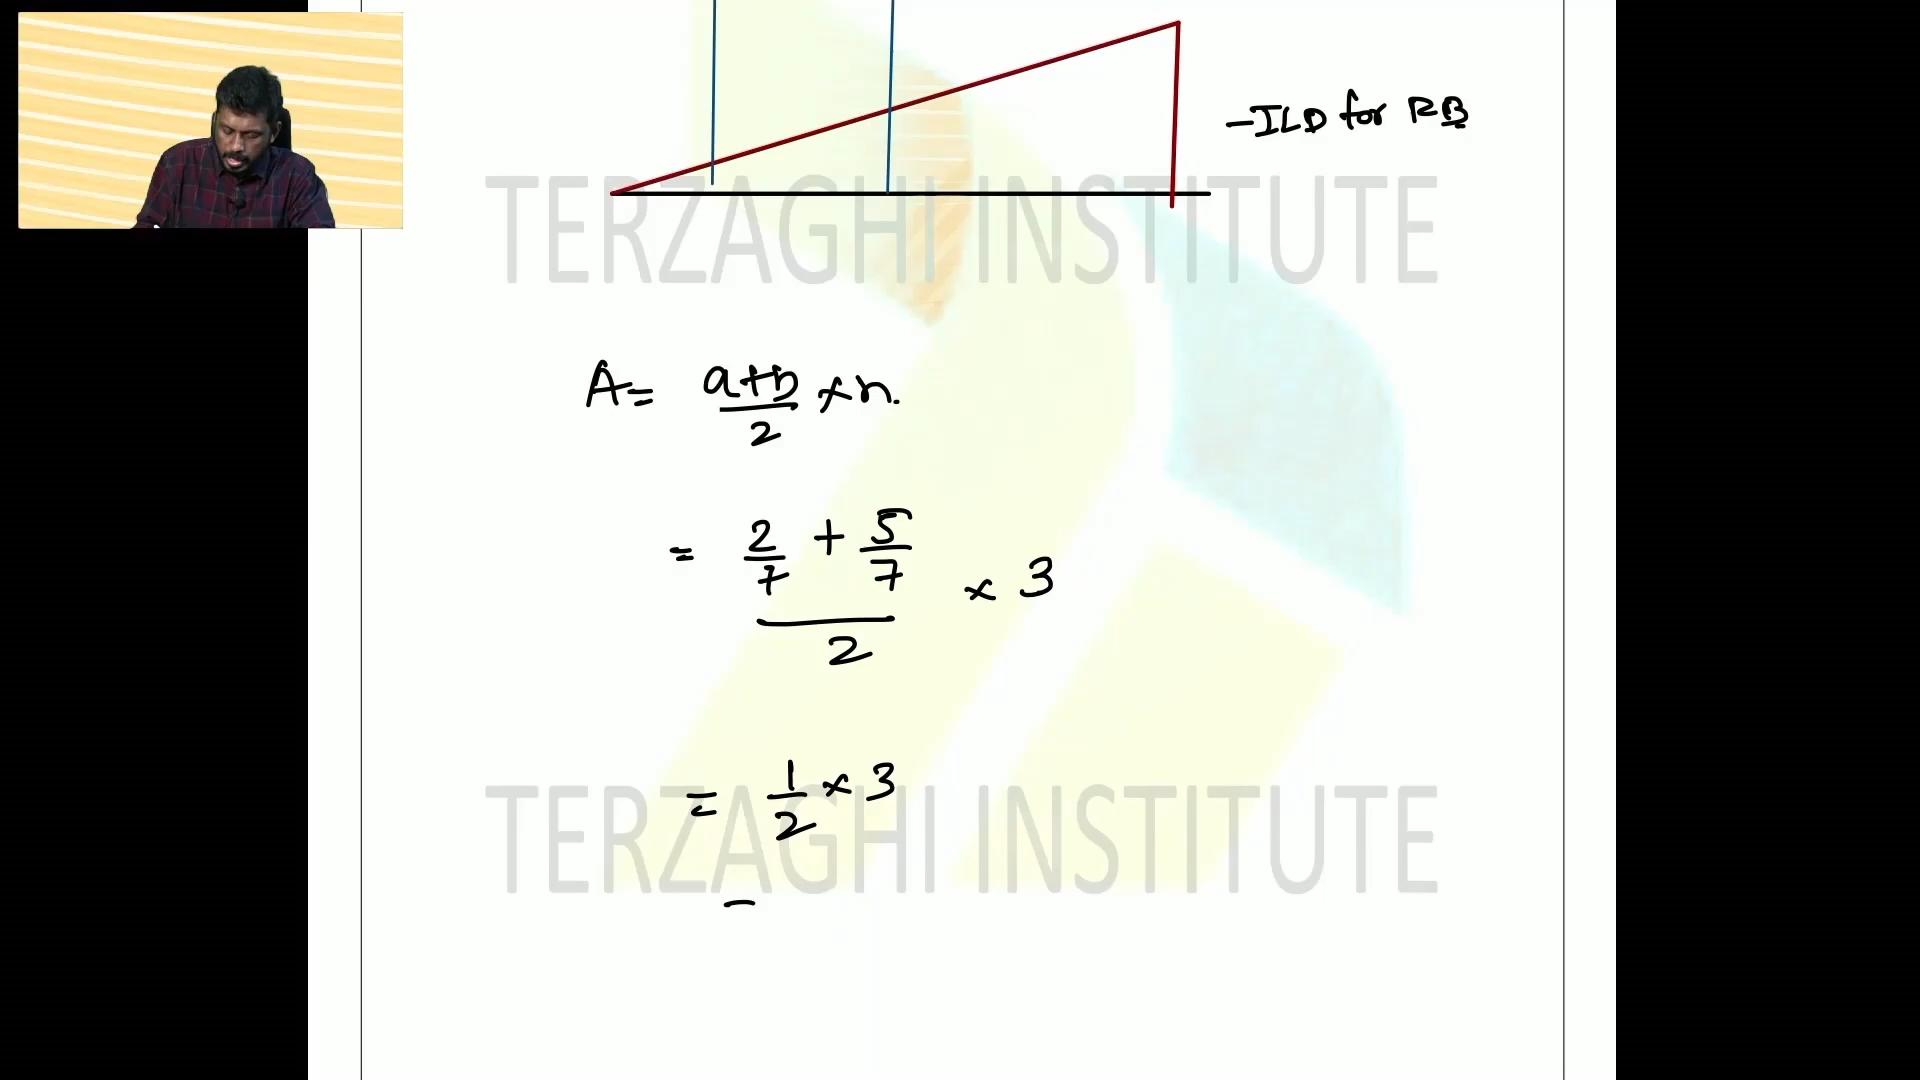 -ILD for RB
TERZAGHI INSTITUTE
A= a+b/2 ×h.
= 2/7 + 5/7 / 2 × 3
= 1/2 × 3
TERZAGHI INSTITUTE